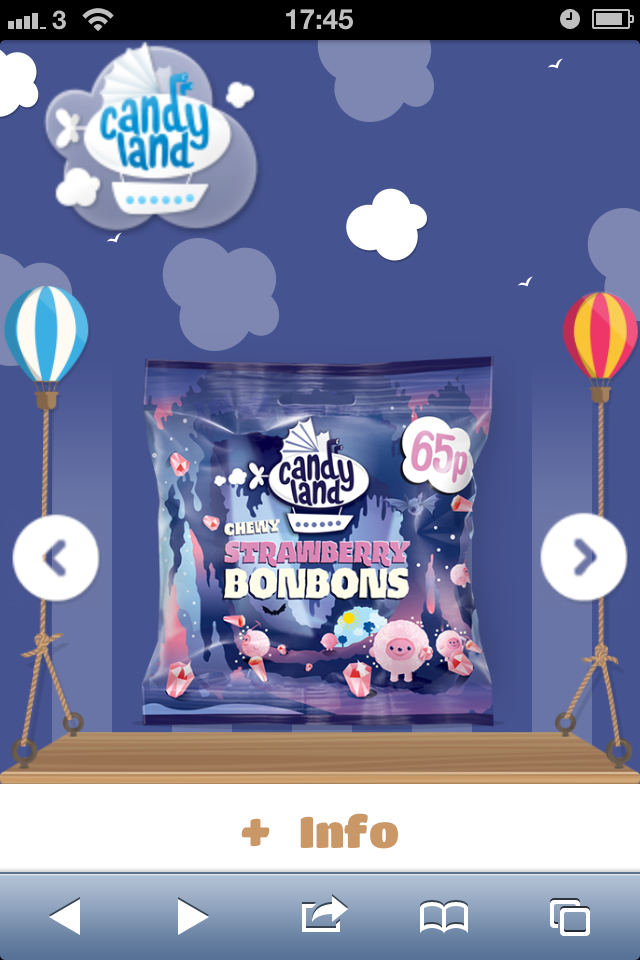 3 17:45
candy
land
65p
candy
land
CHEWY
STRAWBERRY
BONBONS
+ Info